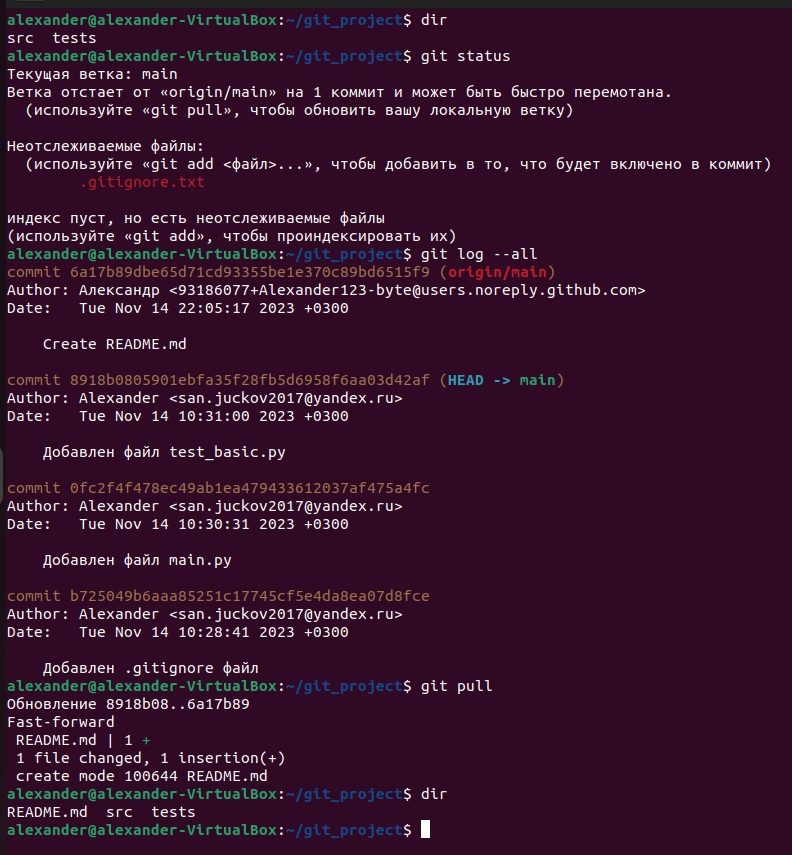 alexander@alexander-VirtualBox:~/git_project$ dir
src  tests
alexander@alexander-VirtualBox:~/git_project$ git status
Текущая ветка: main
Ветка отстает от «origin/main» на 1 коммит и может быть быстро перемотана.
  (используйте «git pull», чтобы обновить вашу локальную ветку)

Неотслеживаемые файлы:
  (используйте «git add <файл>...», чтобы добавить в то, что будет включено в коммит)
        .gitignore.txt

индекс пуст, но есть неотслеживаемые файлы
(используйте «git add», чтобы проиндексировать их)
alexander@alexander-VirtualBox:~/git_project$ git log --all
commit 6a17b89dbe65d71cd93355be1e370c89bd6515f9 (origin/main)
Author: Александр <93186077+Alexander123-byte@users.noreply.github.com>
Date:   Tue Nov 14 22:05:17 2023 +0300

    Create README.md

commit 8918b0805901ebfa35f28fb5d6958f6aa03d42af (HEAD -> main)
Author: Alexander <san.juckov2017@yandex.ru>
Date:   Tue Nov 14 10:31:00 2023 +0300

    Добавлен файл test_basic.py

commit 0fc2f4f478ec49ab1ea479433612037af475a4fc
Author: Alexander <san.juckov2017@yandex.ru>
Date:   Tue Nov 14 10:30:31 2023 +0300

    Добавлен файл main.py

commit b725049b6aaa85251c17745cf5e4da8ea07d8fce
Author: Alexander <san.juckov2017@yandex.ru>
Date:   Tue Nov 14 10:28:41 2023 +0300

    Добавлен .gitignore файл
alexander@alexander-VirtualBox:~/git_project$ git pull
Обновление 8918b08..6a17b89
Fast-forward
 README.md | 1 +
 1 file changed, 1 insertion(+)
 create mode 100644 README.md
alexander@alexander-VirtualBox:~/git_project$ dir
README.md  src  tests
alexander@alexander-VirtualBox:~/git_project$